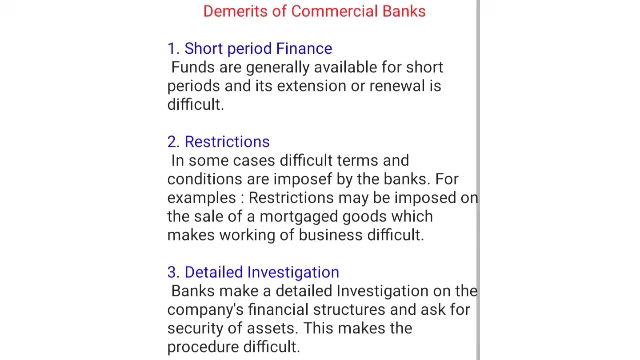 Demerits of Commercial Banks
1. Short period Finance
Funds are generally available for short
periods and its extension or renewal is
difficult.
2. Restrictions
In some cases difficult terms and
conditions are imposef by the banks. For
examples : Restrictions may be imposed on
the sale of a mortgaged goods which
makes working of business difficult.
3. Detailed Investigation
Banks make a detailed Investigation on the
company's financial structures and ask for
security of assets. This makes the
procedure difficult.